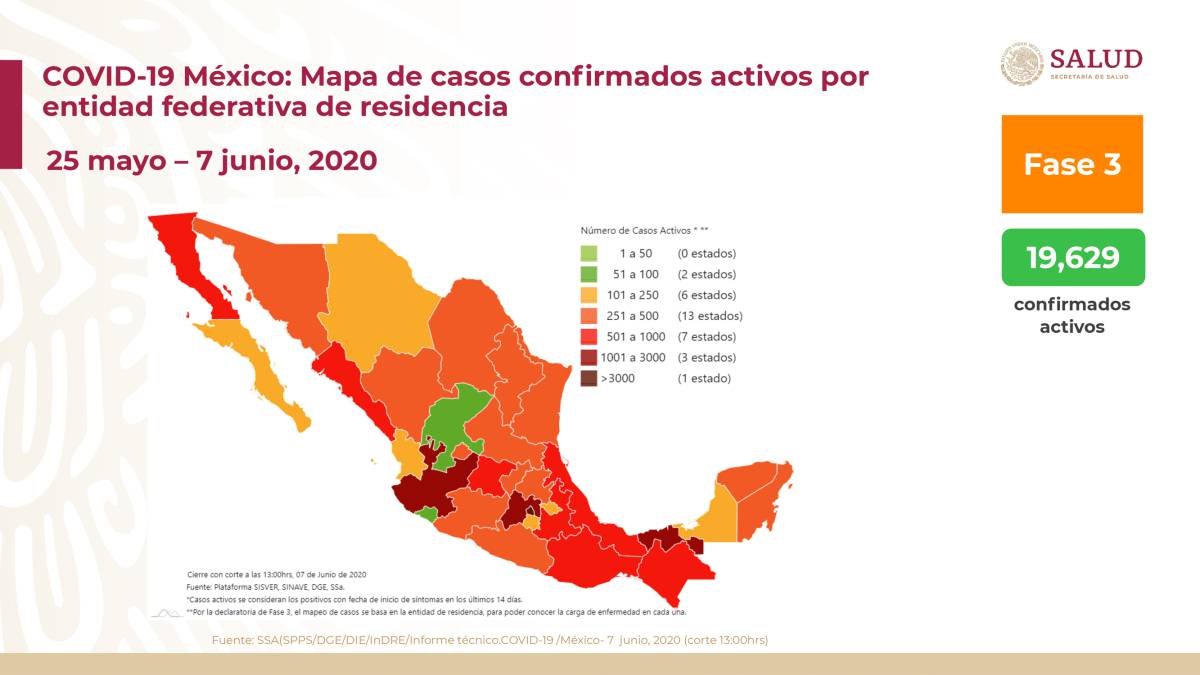 COVID-19 México: Mapa de casos confirmados activos por
entidad federativa de residencia
25 mayo – 7 junio, 2020
SALUD
SECRETARÍA DE SALUD
Fase 3
19,629
confirmados
activos
Número de Casos Activos * **
1 a 50 (0 estados)
51 a 100 (2 estados)
101 a 250 (6 estados)
251 a 500 (13 estados)
501 a 1000 (7 estados)
1001 a 3000 (3 estados)
>3000 (1 estado)
Cierre con corte a las 13:00hrs, 07 de Junio de 2020
Fuente: Plataforma SISVER, SINAVE, DGE, SSa.
*Casos activos se consideran los positivos con fecha de inicio de síntomas en los últimos 14 días.
**Por la declaratoria de Fase 3, el mapeo de casos se basa en la entidad de residencia, para poder conocer la carga de enfermedad en cada una.
Fuente: SSA(SPPS/DGE/DIE/InDRE/Informe técnico.COVID-19 /México- 7 junio, 2020 (corte 13:00hrs)